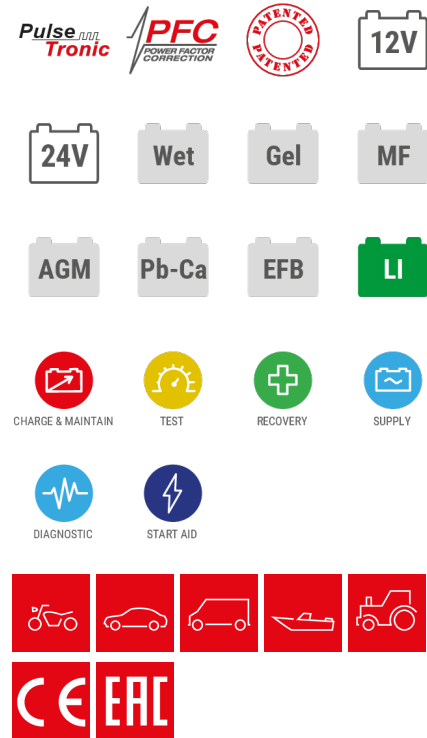 Pulse
Tronic
PFC
POWER FACTOR
CORRECTION
PATENTED
PATENTED
12V
24V
Wet
Gel
MF
AGM
Pb-Ca
EFB
LI
CHARGE & MAINTAIN
TEST
RECOVERY
SUPPLY
DIAGNOSTIC
START AID
CE
EAC